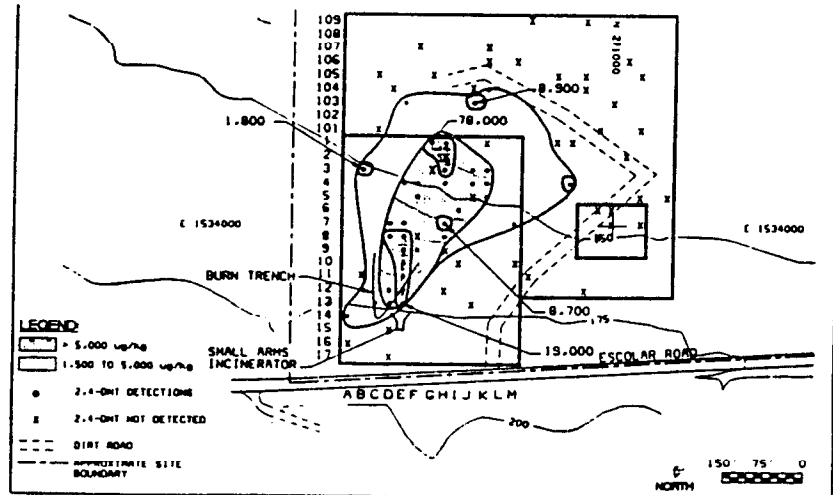 109
108
107
106
105
104
103
102
101
1
2
3
4
5
6
7
8
9
10
11
12
13
14
15
16
17
211000
8.900
78.000
1.800
E 1534000
E 1534000
BURN TRENCH
8.700
175
19.000
SMALL ARMS
INCINERATOR
ESCOLAR ROAD
A B C D E F G H I J K L M
200
LEGEND
> 5.000 ug/kg
1.500 TO 5.000 ug/kg
2.4-DNT DETECTIONS
2.4-DNT NOT DETECTED
DIRT ROAD
APPROXIMATE SITE
BOUNDARY
NORTH
150 75 0